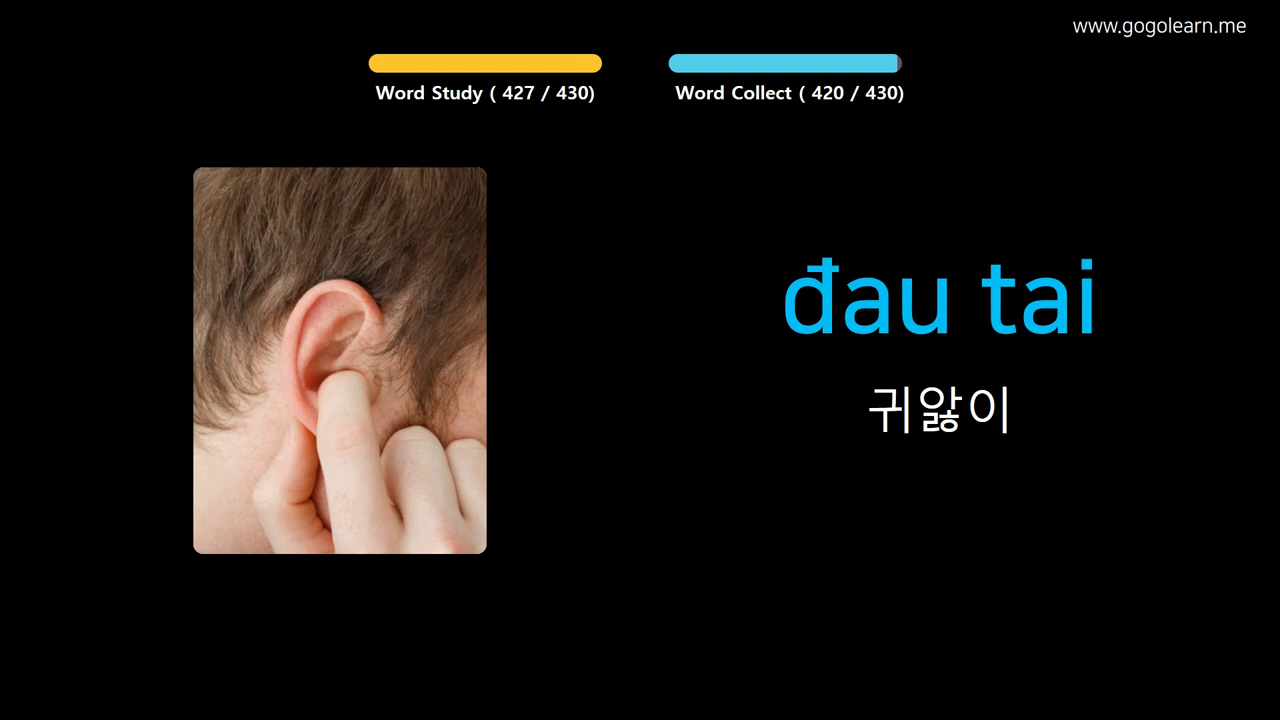 www.gogolearn.me
Word Study ( 427 / 430)
Word Collect ( 420 / 430)
đau tai
귀앓이